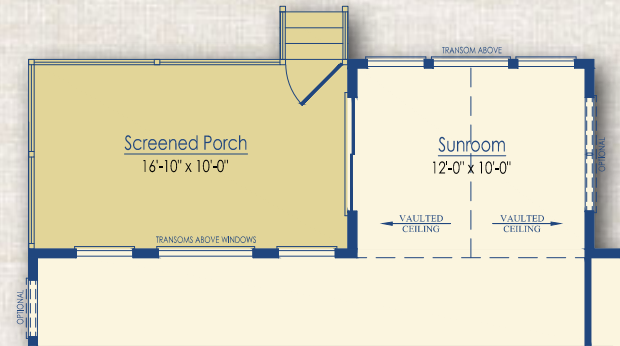 TRANSOM ABOVE
Screened Porch
16'-10" x 10'-0"
Sunroom
12'-0" x 10'-0"
OPTIONAL
VAULTED
CEILING
VAULTED
CEILING
TRANSOMS ABOVE WINDOWS
OPTIONAL